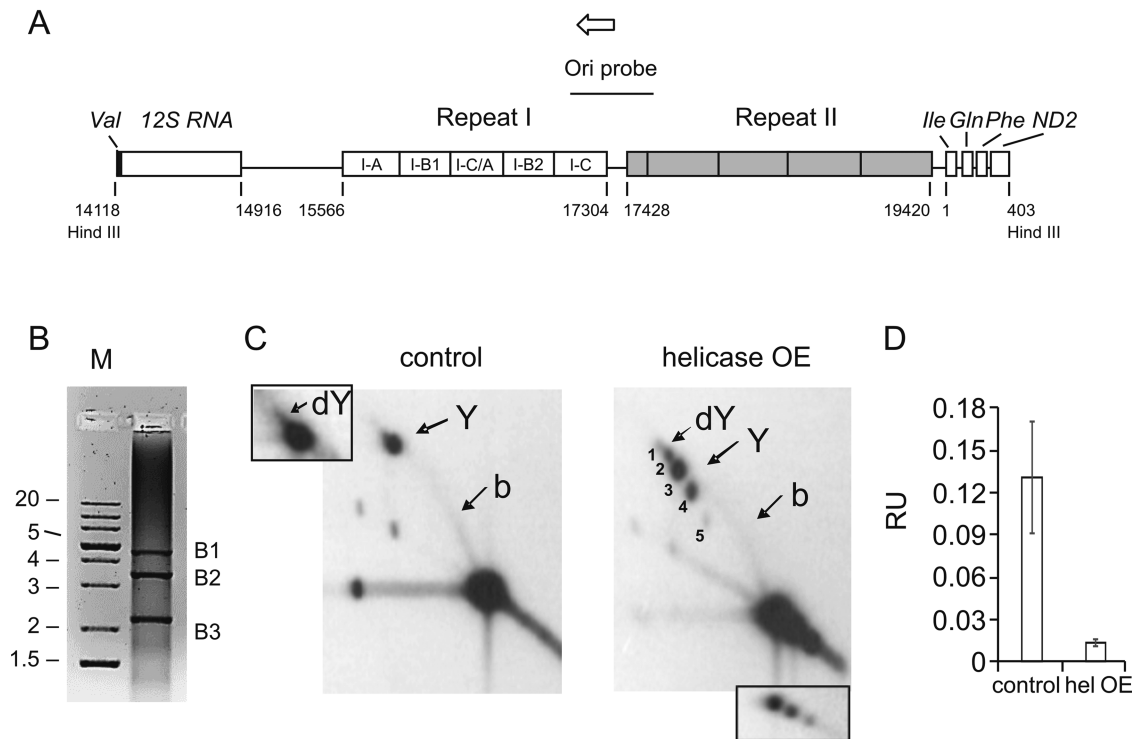 A
Ori probe
Repeat I
Repeat II
Val
12S RNA
Ile Gln Phe ND2
I-A
I-B1
I-C/A
I-B2
I-C
14118
14916
15566
17304
17428
19420
1
403
Hind III
Hind III
B
M
20
5
4
3
2
1.5
B1
B2
B3
C
control
dY
Y
b
helicase OE
dY
Y
b
1
2
3
4
5
D
RU
0.18
0.15
0.12
0.09
0.06
0.03
0
control
hel OE